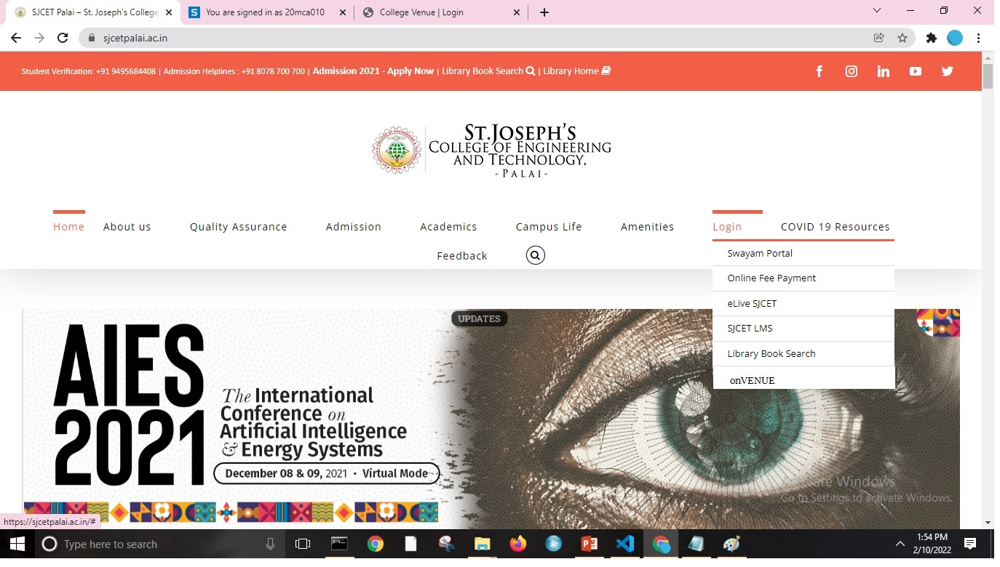 SJCET Palai – St. Joseph's College
You are signed in as 20mca010
College Venue | Login
sjcetpalai.ac.in
Student Verification: +91 9495684408 | Admission Helplines : +91 8078 700 700 | Admission 2021 - Apply Now | Library Book Search | Library Home
ST.JOSEPH'S
COLLEGE OF ENGINEERING
AND TECHNOLOGY,
-PALAI-
Home About us Quality Assurance Admission Academics Campus Life Amenities Login COVID 19 Resources
Feedback
Swayam Portal
Online Fee Payment
eLive SJCET
SJCET LMS
Library Book Search
onVENUE
UPDATES
AIES
2021
The International
Conference on
Artificial Intelligence
& Energy Systems
December 08 & 09, 2021 • Virtual Mode
Windows
Go to Settings to activate Windows.
https://sjcetpalai.ac.in/#
Type here to search
1:54 PM
2/10/2022